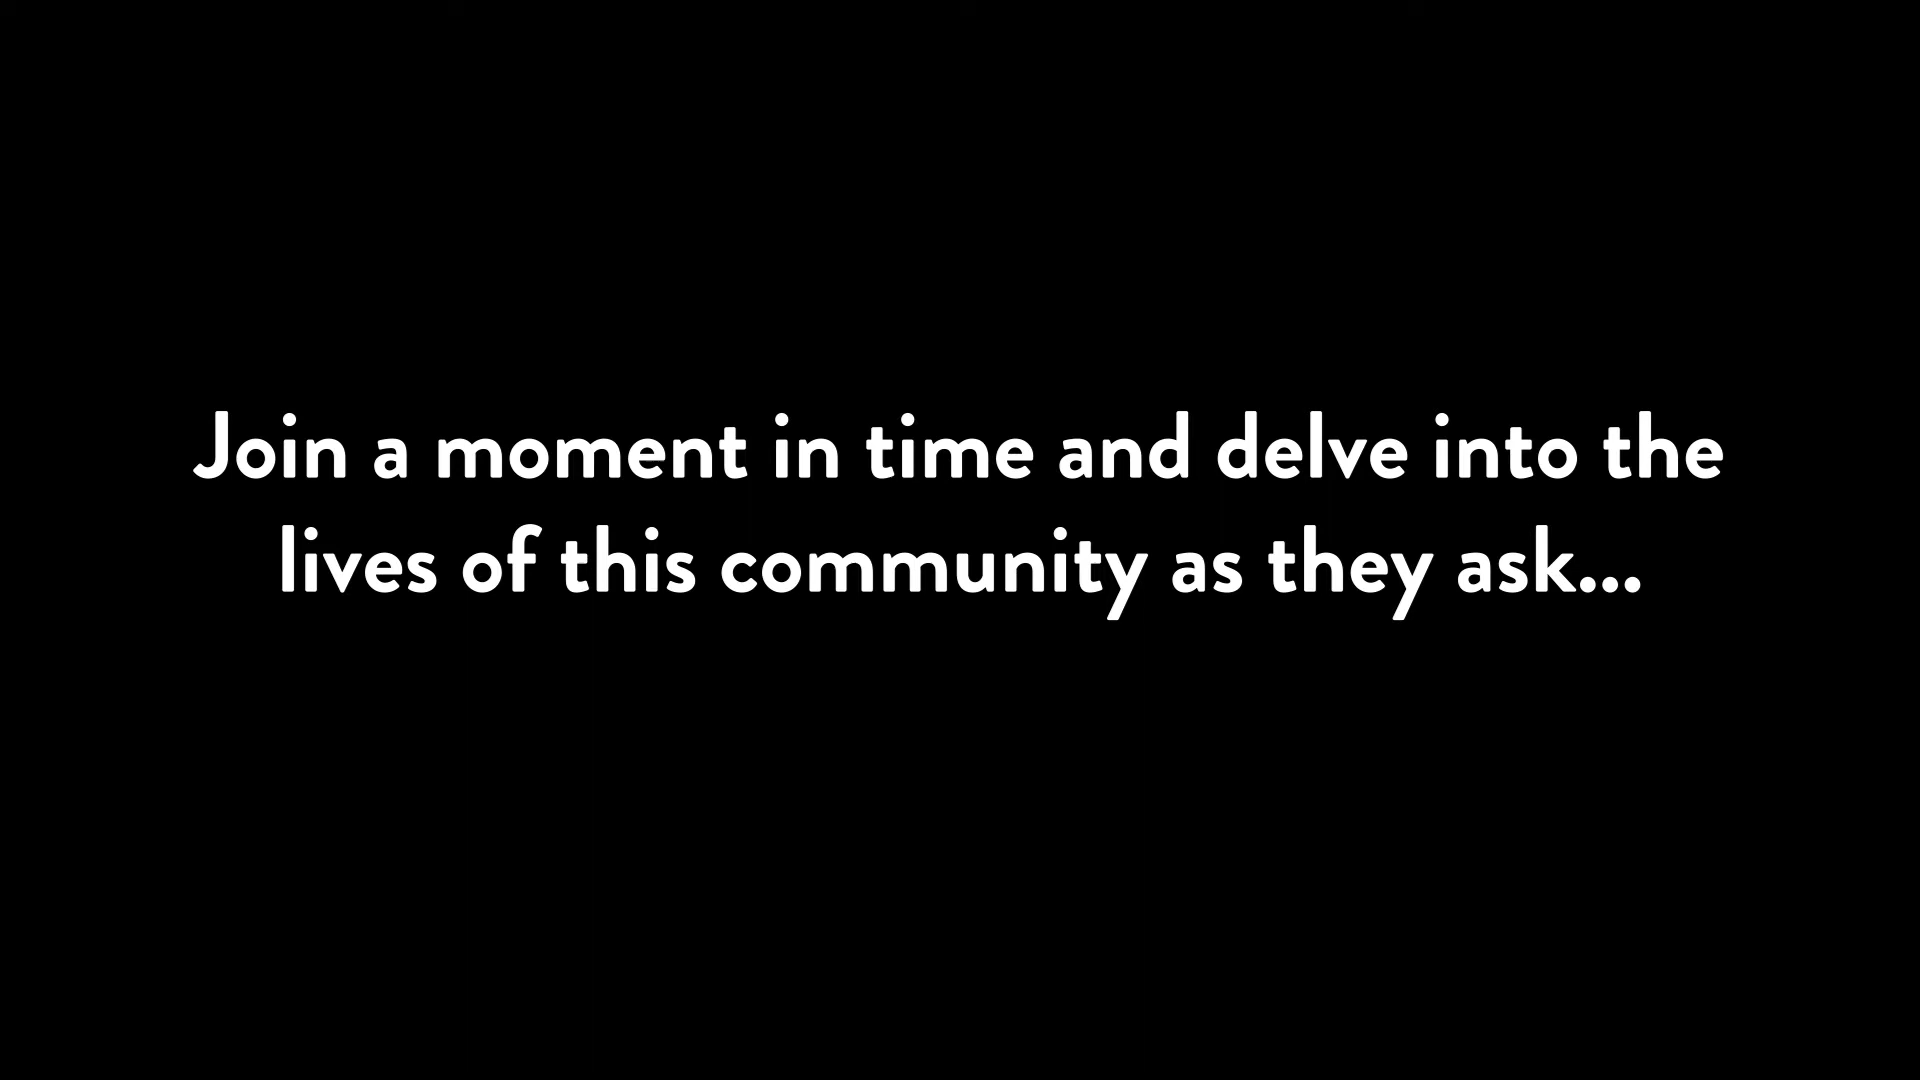 Join a moment in time and delve into the
lives of this community as they ask...